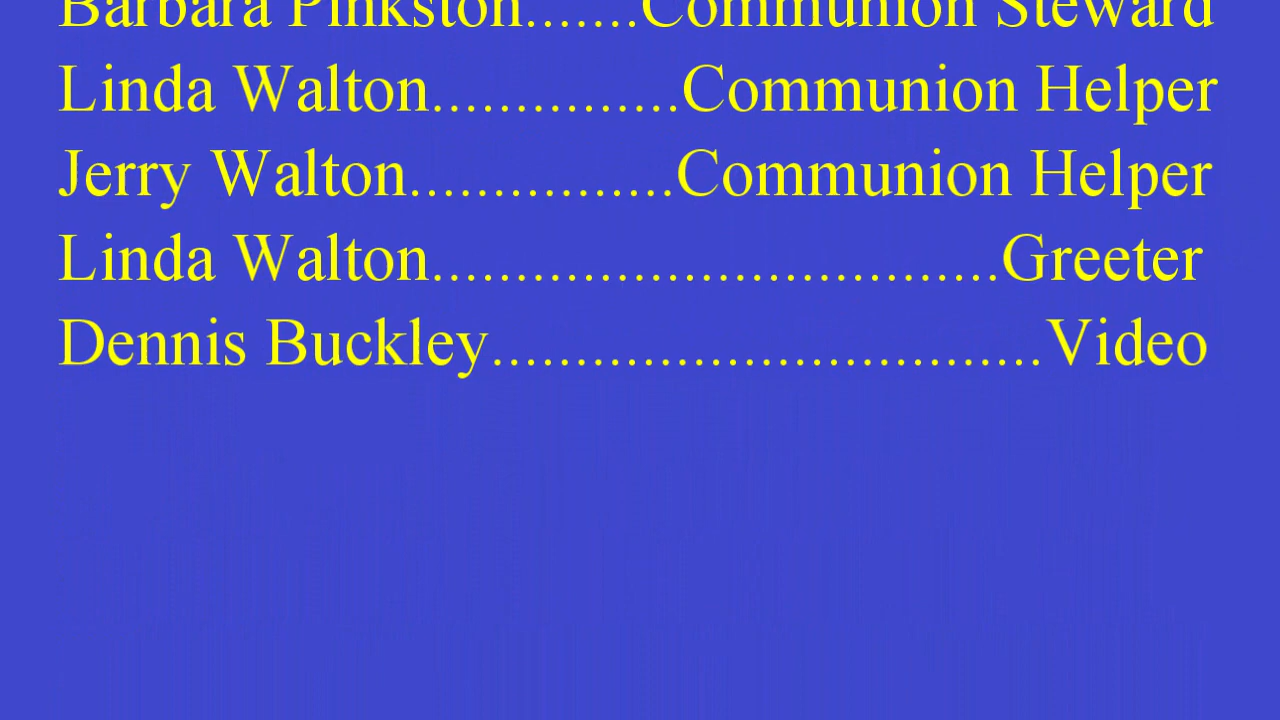 Barbara Pinkston.......Communion Steward
Linda Walton...............Communion Helper
Jerry Walton................Communion Helper
Linda Walton..................................Greeter
Dennis Buckley.................................Video